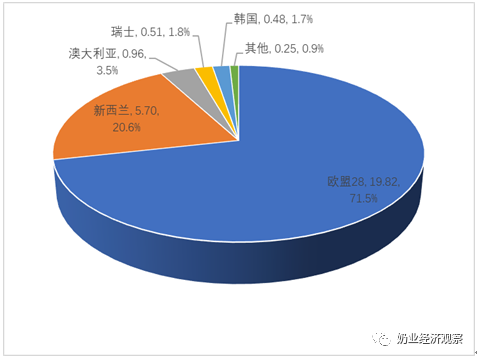 韩国, 0.48, 1.7%
瑞士, 0.51, 1.8%
其他, 0.25, 0.9%
澳大利亚, 0.96,
3.5%
新西兰, 5.70,
20.6%
欧盟28, 19.82,
71.5%
奶业经济观察